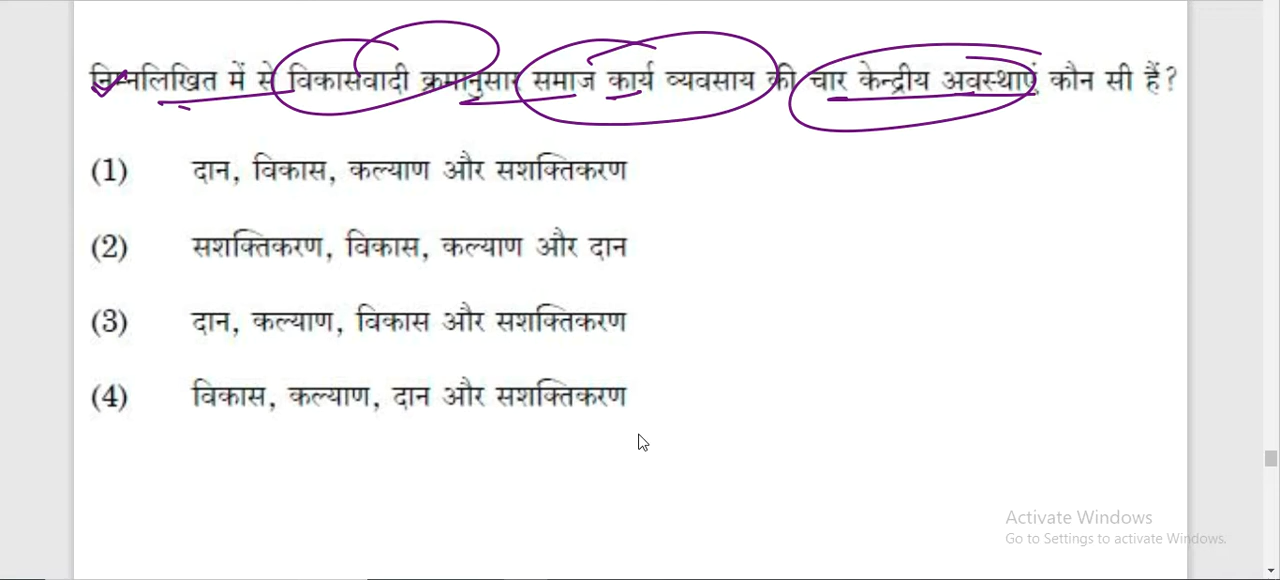 निम्नलिखित में से विकासवादी क्रमानुसार समाज कार्य व्यवसाय की चार केन्द्रीय अवस्थाएं कौन सी हैं?
(1) दान, विकास, कल्याण और सशक्तिकरण
(2) सशक्तिकरण, विकास, कल्याण और दान
(3) दान, कल्याण, विकास और सशक्तिकरण
(4) विकास, कल्याण, दान और सशक्तिकरण
Activate Windows
Go to Settings to activate Windows.